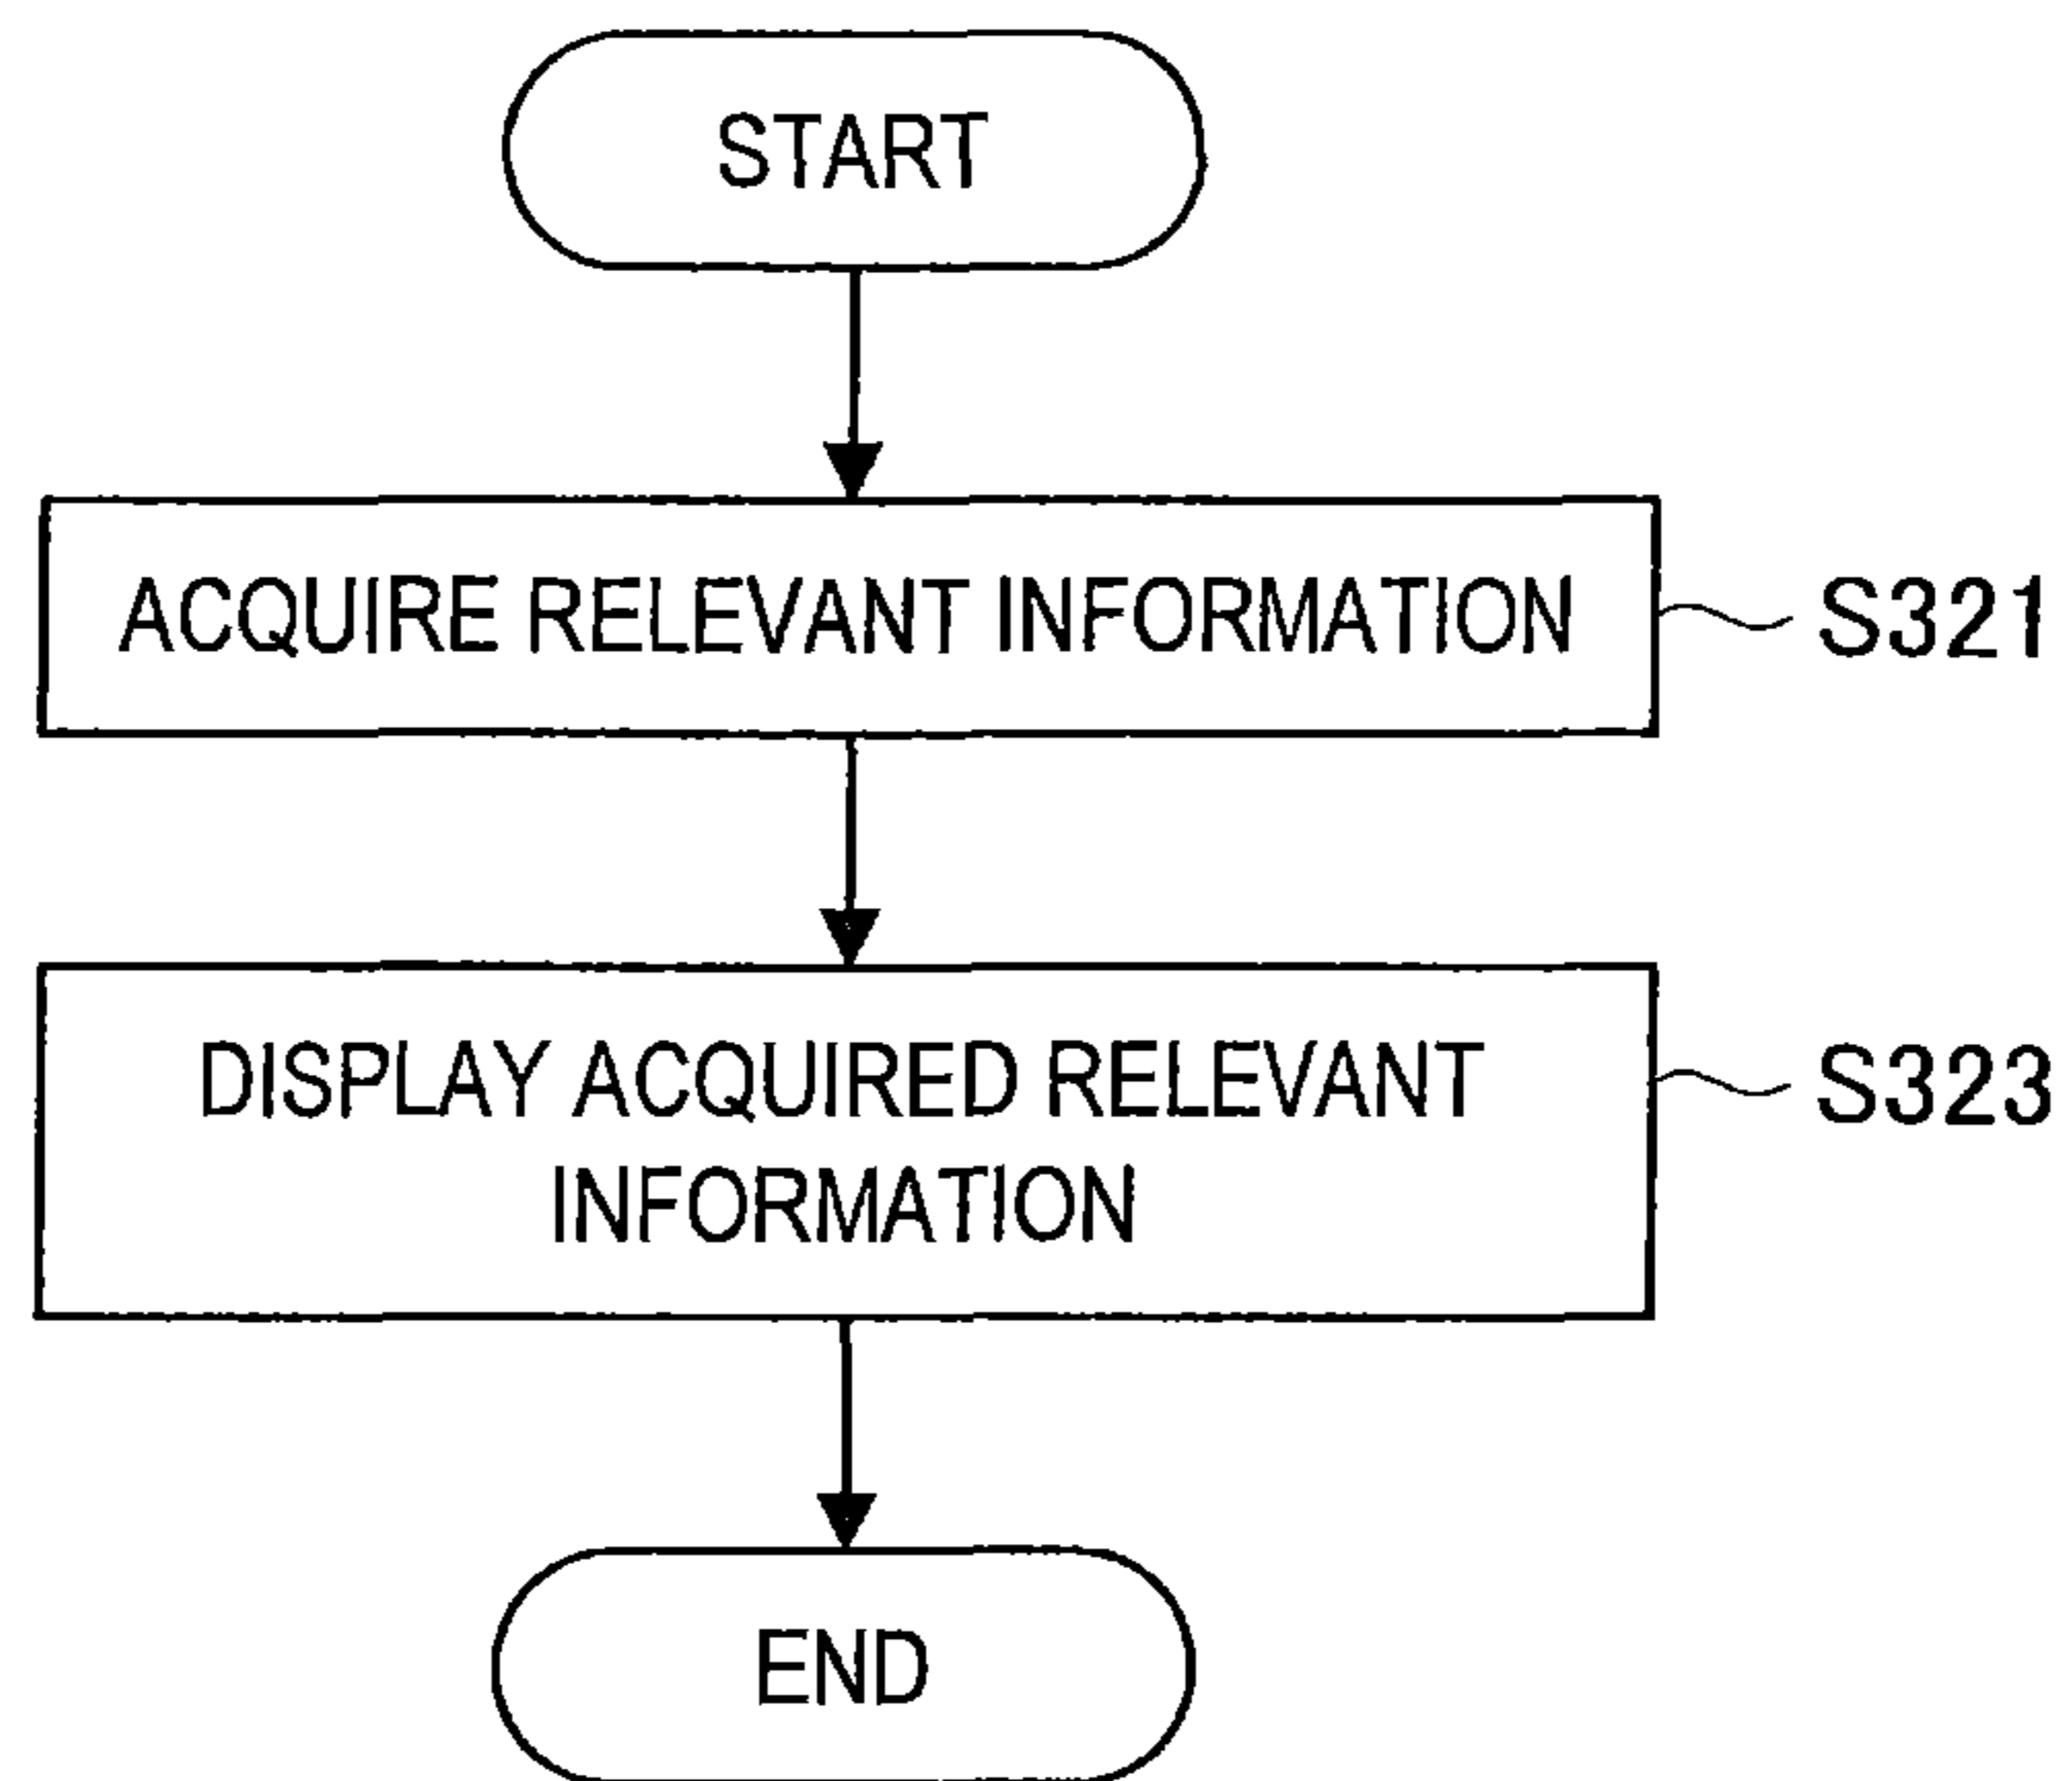 START
ACQUIRE RELEVANT INFORMATION
S321
DISPLAY ACQUIRED RELEVANT
INFORMATION
S323
END